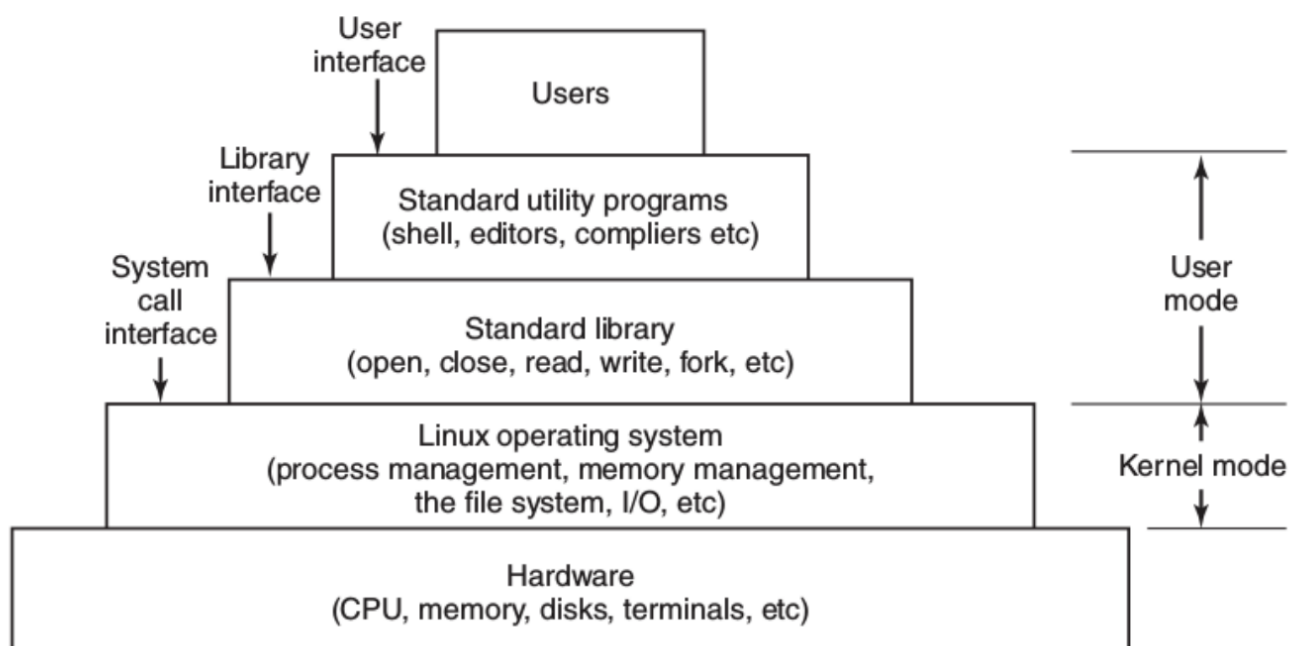 User
interface
Users
Library
interface
Standard utility programs
(shell, editors, compliers etc)
System
call
interface
User
mode
Standard library
(open, close, read, write, fork, etc)
Linux operating system
(process management, memory management,
the file system, I/O, etc)
Kernel mode
Hardware
(CPU, memory, disks, terminals, etc)